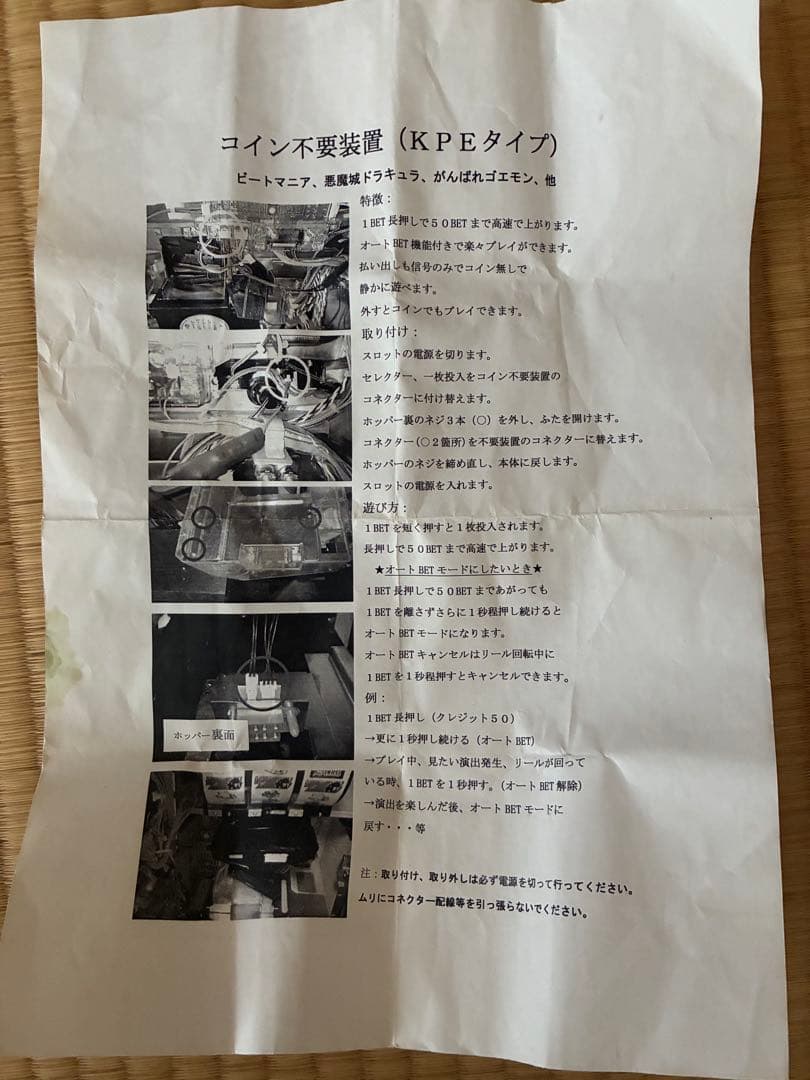 コイン不要装置（ＫＰＥタイプ）
ビートマニア、悪魔城ドラキュラ、がんばれゴエモン、他
特徴：
１BET長押しで５０BETまで高速で上がります。
オートBET機能付きで楽々プレイができます。
払い出しも信号のみでコイン無しで
静かに遊べます。
外すとコインでもプレイできます。
取り付け：
スロットの電源を切ります。
セレクター、一枚投入をコイン不要装置の
コネクターに付け替えます。
ホッパー裏のネジ３本（○）を外し、ふたを開けます。
コネクター（○２箇所）を不要装置のコネクターに替えます。
ホッパーのネジを締め直し、本体に戻します。
スロットの電源を入れます。
遊び方：
１BETを短く押すと１枚投入されます。
長押しで５０BETまで高速で上がります。
★オートBETモードにしたいとき★
１BET長押しで５０BETまであがっても
１BETを離さずさらに１秒程押し続けると
オートBETモードになります。
オートBETキャンセルはリール回転中に
１BETを１秒程押すとキャンセルできます。
例：
１BET長押し（クレジット５０）
→更に１秒押し続ける（オートBET）
→プレイ中、見たい演出発生、リールが回って
いる時、１BETを１秒押す。（オートBET解除）
→演出を楽しんだ後、オートBETモードに
戻す・・・等
注：取り付け、取り外しは必ず電源を切って行ってください。
ムリにコネクター配線等を引っ張らないでください。
ホッパー裏面